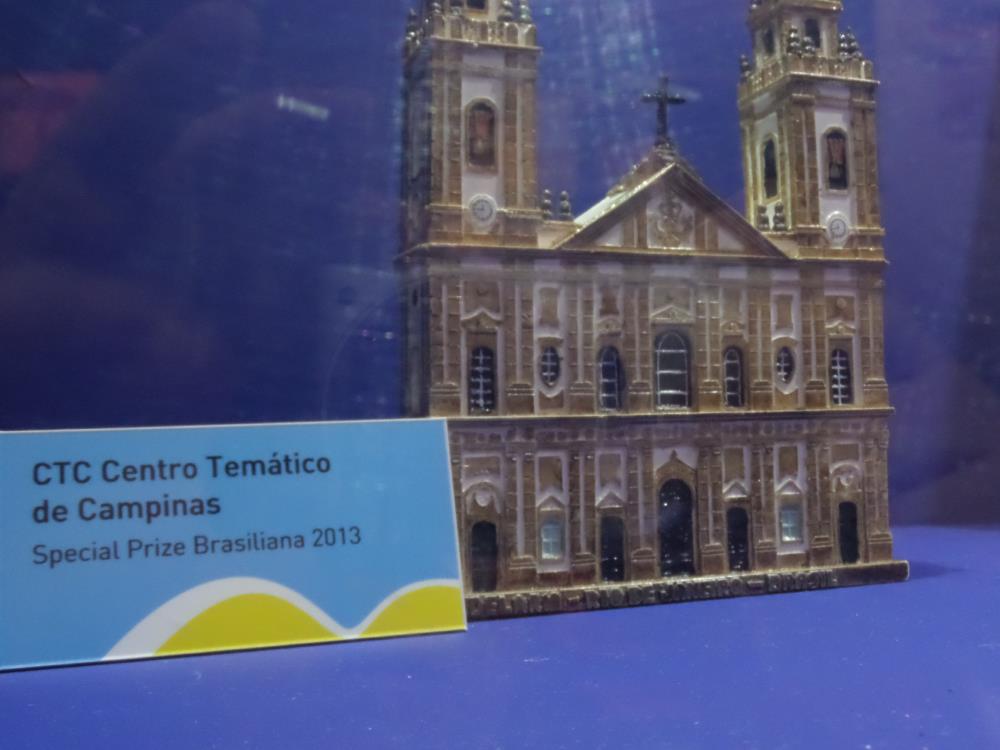 CTC Centro Temático
de Campinas
Special Prize Brasiliana 2013
RIO DE JANEIRO — BRASIL